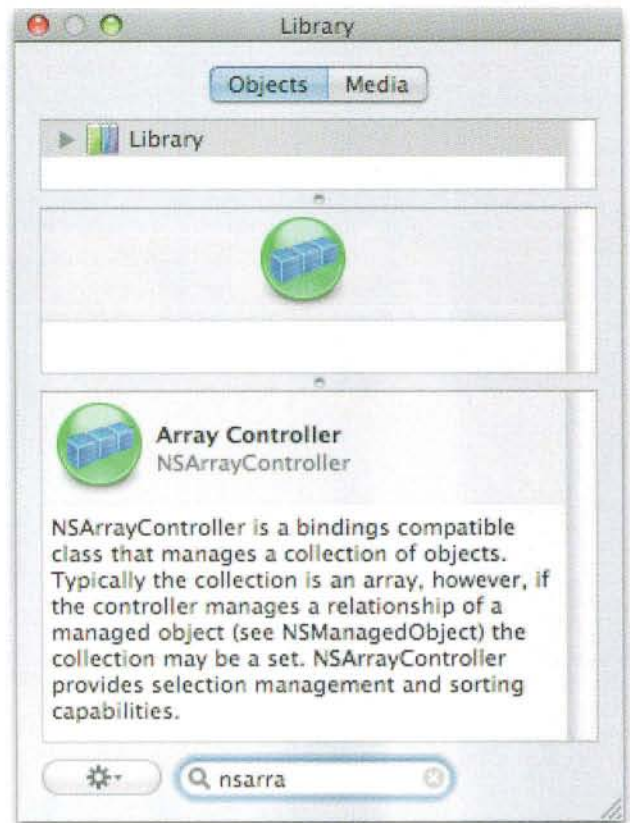 Library
Objects Media
Library
Array Controller
NSArrayController
NSArrayController is a bindings compatible
class that manages a collection of objects.
Typically the collection is an array, however, if
the controller manages a relationship of a
managed object (see NSManagedObject) the
collection may be a set. NSArrayController
provides selection management and sorting
capabilities.
nsarra